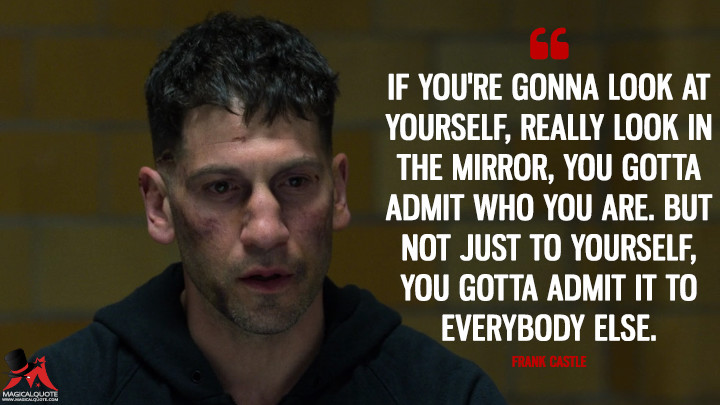 IF YOU'RE GONNA LOOK AT
YOURSELF, REALLY LOOK IN
THE MIRROR, YOU GOTTA
ADMIT WHO YOU ARE. BUT
NOT JUST TO YOURSELF,
YOU GOTTA ADMIT IT TO
EVERYBODY ELSE.
FRANK CASTLE
MAGICALQUOTE
WWW.MAGICALQUOTE.COM